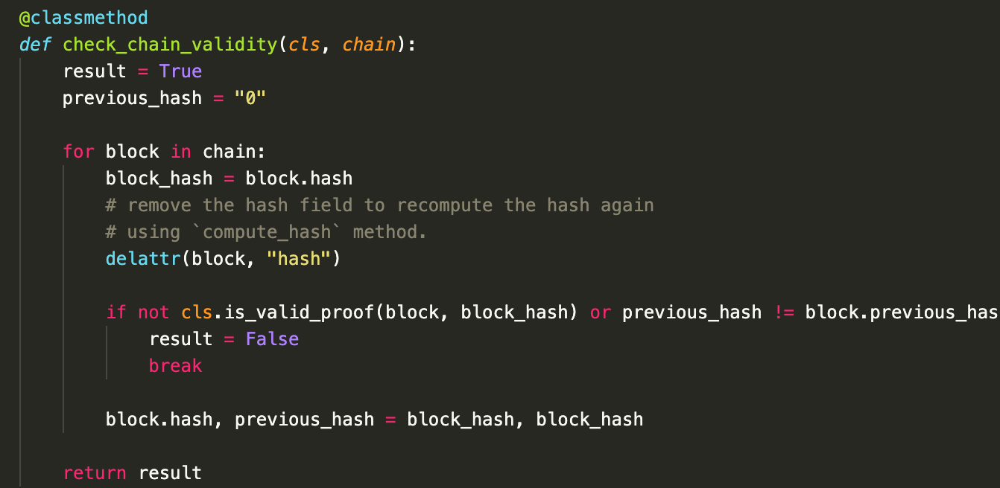 @classmethod
def check_chain_validity(cls, chain):
result = True
previous_hash = "0"
for block in chain:
block_hash = block.hash
# remove the hash field to recompute the hash again
# using `compute_hash` method.
delattr(block, "hash")
if not cls.is_valid_proof(block, block_hash) or previous_hash != block.previous_has
result = False
break
block.hash, previous_hash = block_hash, block_hash
return result